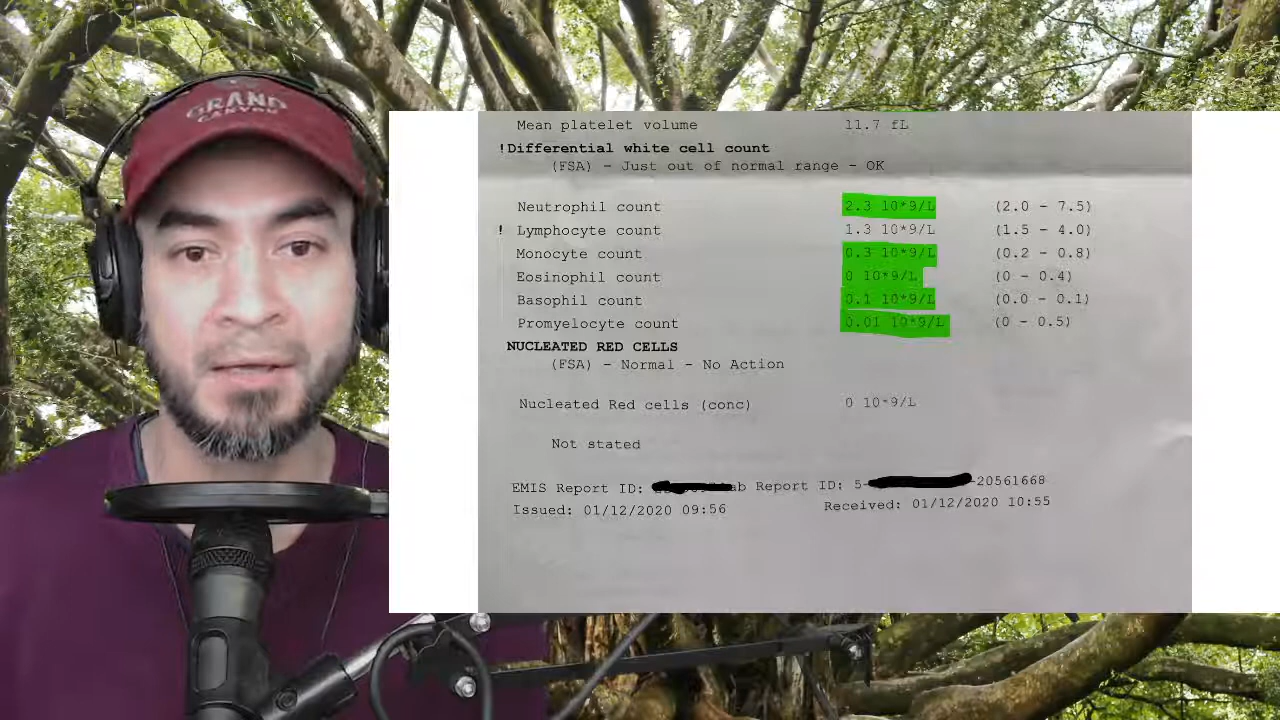 GRAND
CANYON
Mean platelet volume 11.7 fL
!Differential white cell count
(FSA) - Just out of normal range - OK
Neutrophil count 2.3 10*9/L (2.0 - 7.5)
! Lymphocyte count 1.3 10*9/L (1.5 - 4.0)
Monocyte count 0.3 10*9/L (0.2 - 0.8)
Eosinophil count 0 10*9/L (0 - 0.4)
Basophil count 0.1 10*9/L (0.0 - 0.1)
Promyelocyte count 0.01 10*9/L (0 - 0.5)
NUCLEATED RED CELLS
(FSA) - Normal - No Action
Nucleated Red cells (conc) 0 10*9/L
Not stated
EMIS Report ID: Report ID: 5- -20561668
Issued: 01/12/2020 09:56 Received: 01/12/2020 10:55